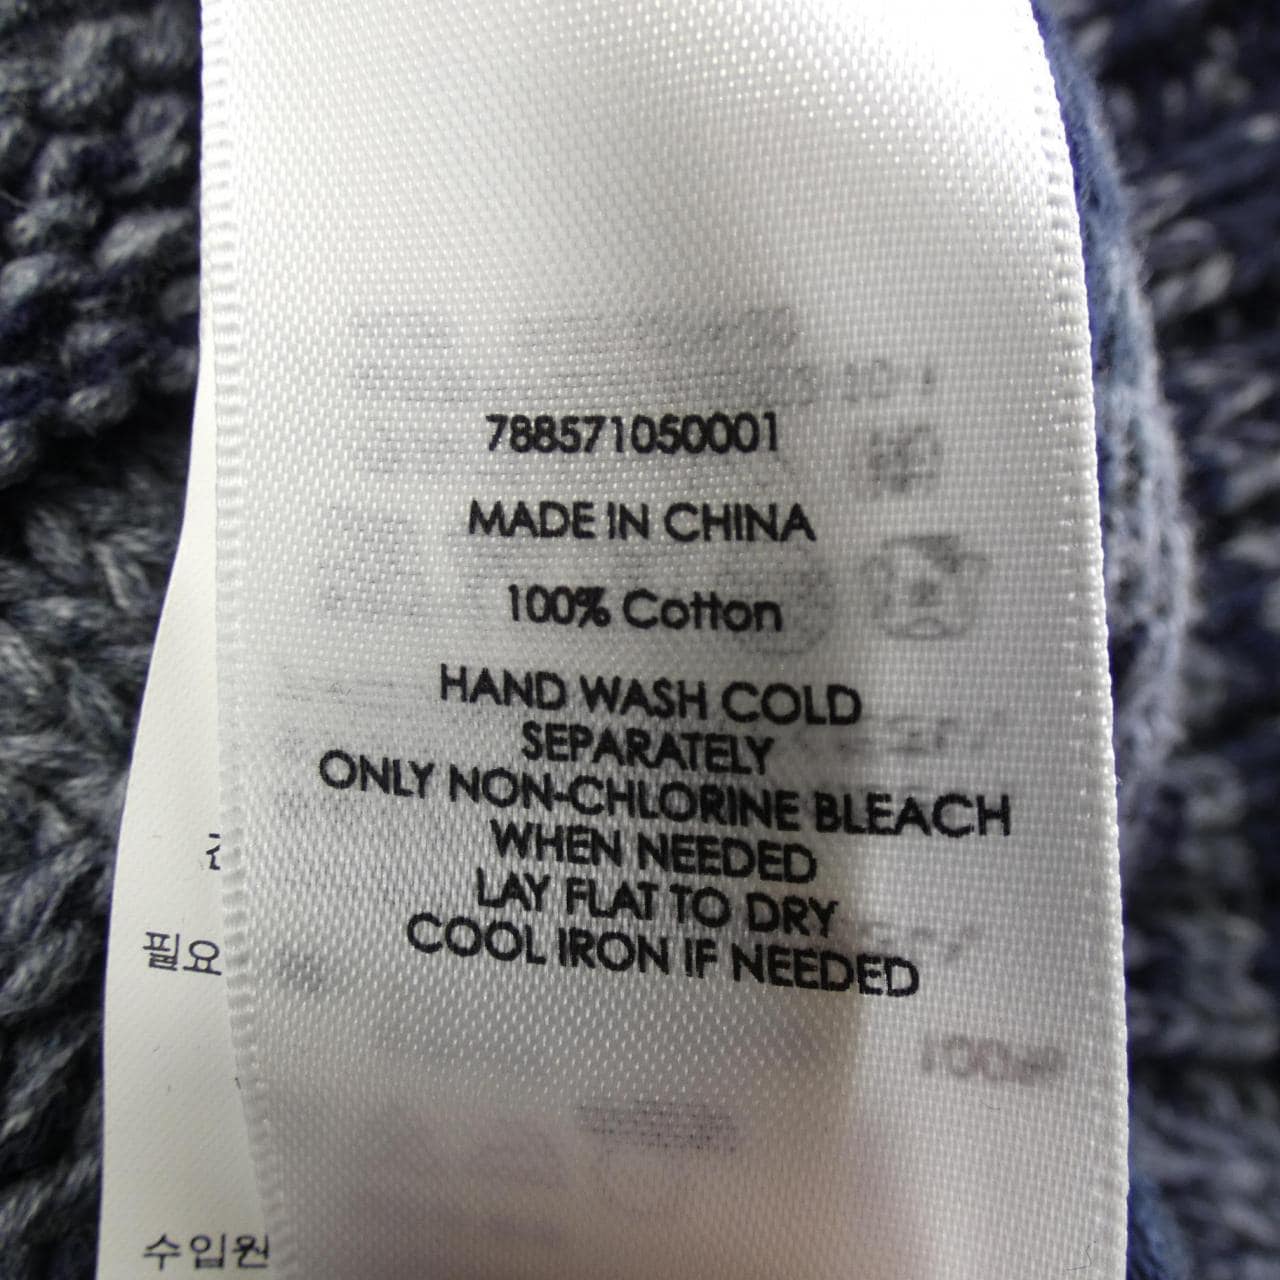 788571050001
MADE IN CHINA
100% Cotton
HAND WASH COLD
SEPARATELY
ONLY NON-CHLORINE BLEACH
WHEN NEEDED
LAY FLAT TO DRY
COOL IRON IF NEEDED
필요
수입원